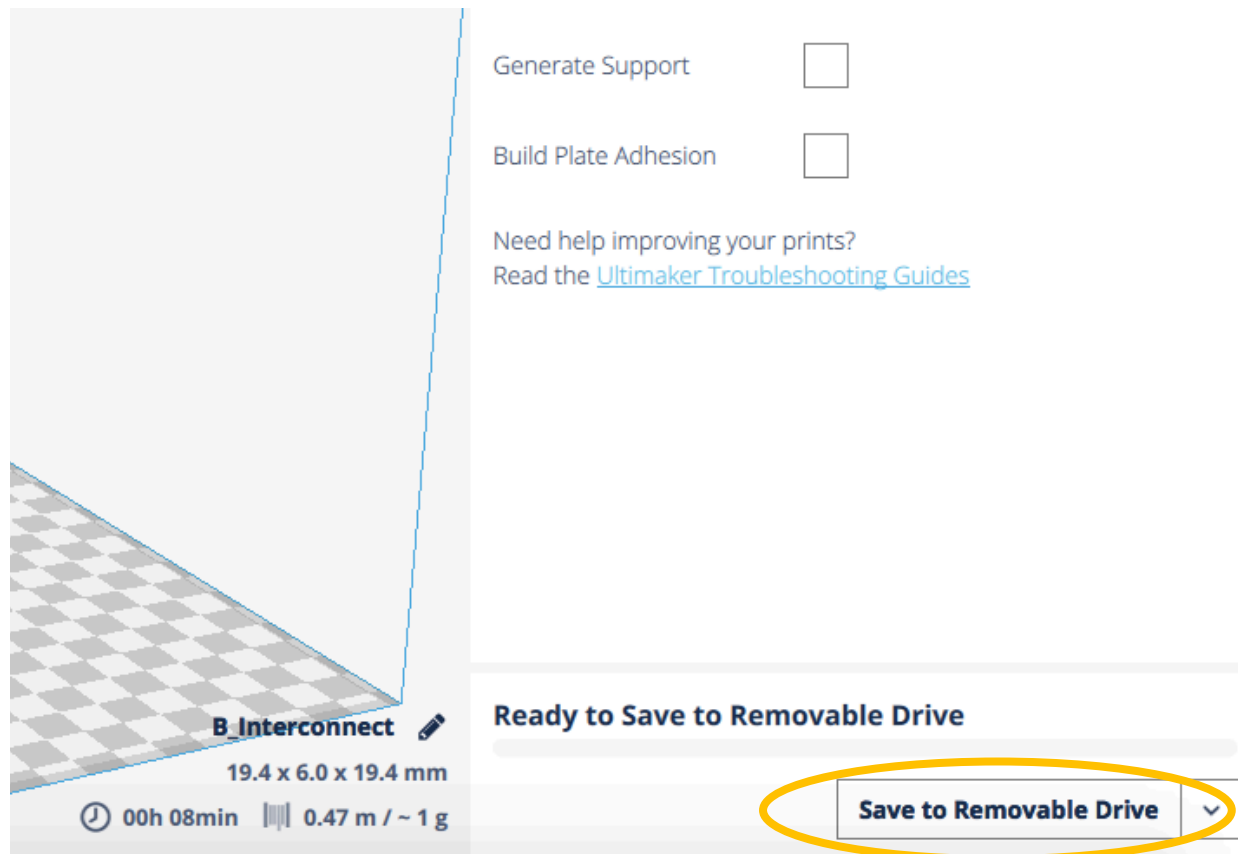 Generate Support
Build Plate Adhesion
Need help improving your prints?
Read the Ultimaker Troubleshooting Guides
B_Interconnect
19.4 x 6.0 x 19.4 mm
00h 08min 0.47 m / ~ 1 g
Ready to Save to Removable Drive
Save to Removable Drive